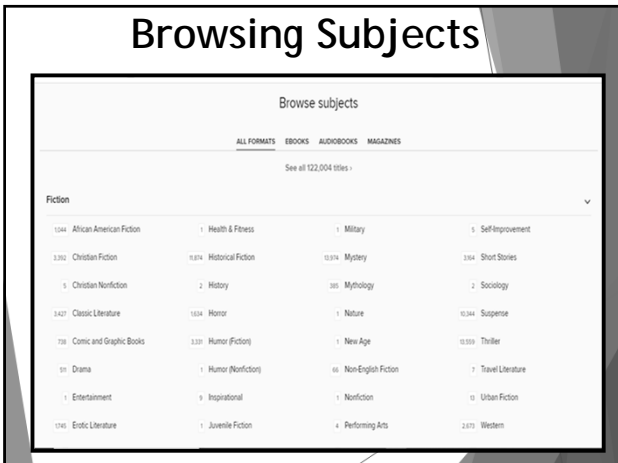 Browsing Subjects
Browse subjects
ALL FORMATS EBOOKS AUDIOBOOKS MAGAZINES
See all 122,004 titles ›
Fiction
1,044 African American Fiction 1 Health & Fitness 1 Military 5 Self-Improvement
3,392 Christian Fiction 11,874 Historical Fiction 13,974 Mystery 3,164 Short Stories
5 Christian Nonfiction 2 History 385 Mythology 2 Sociology
3,427 Classic Literature 1,634 Horror 1 Nature 10,344 Suspense
738 Comic and Graphic Books 3,331 Humor (Fiction) 1 New Age 13,559 Thriller
511 Drama 1 Humor (Nonfiction) 66 Non-English Fiction 7 Travel Literature
1 Entertainment 9 Inspirational 1 Nonfiction 13 Urban Fiction
1,745 Erotic Literature 1 Juvenile Fiction 4 Performing Arts 2,673 Western